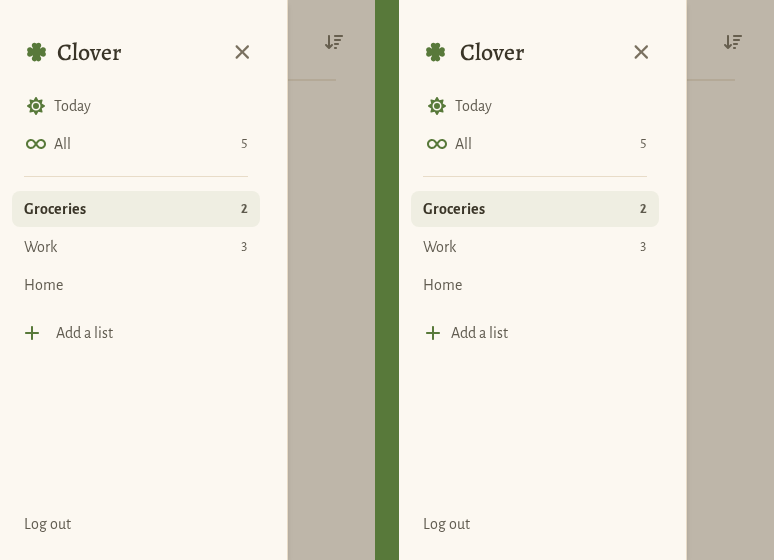 Clover
Today
All 5
Groceries 2
Work 3
Home
Add a list
Log out
Clover
Today
All 5
Groceries 2
Work 3
Home
Add a list
Log out